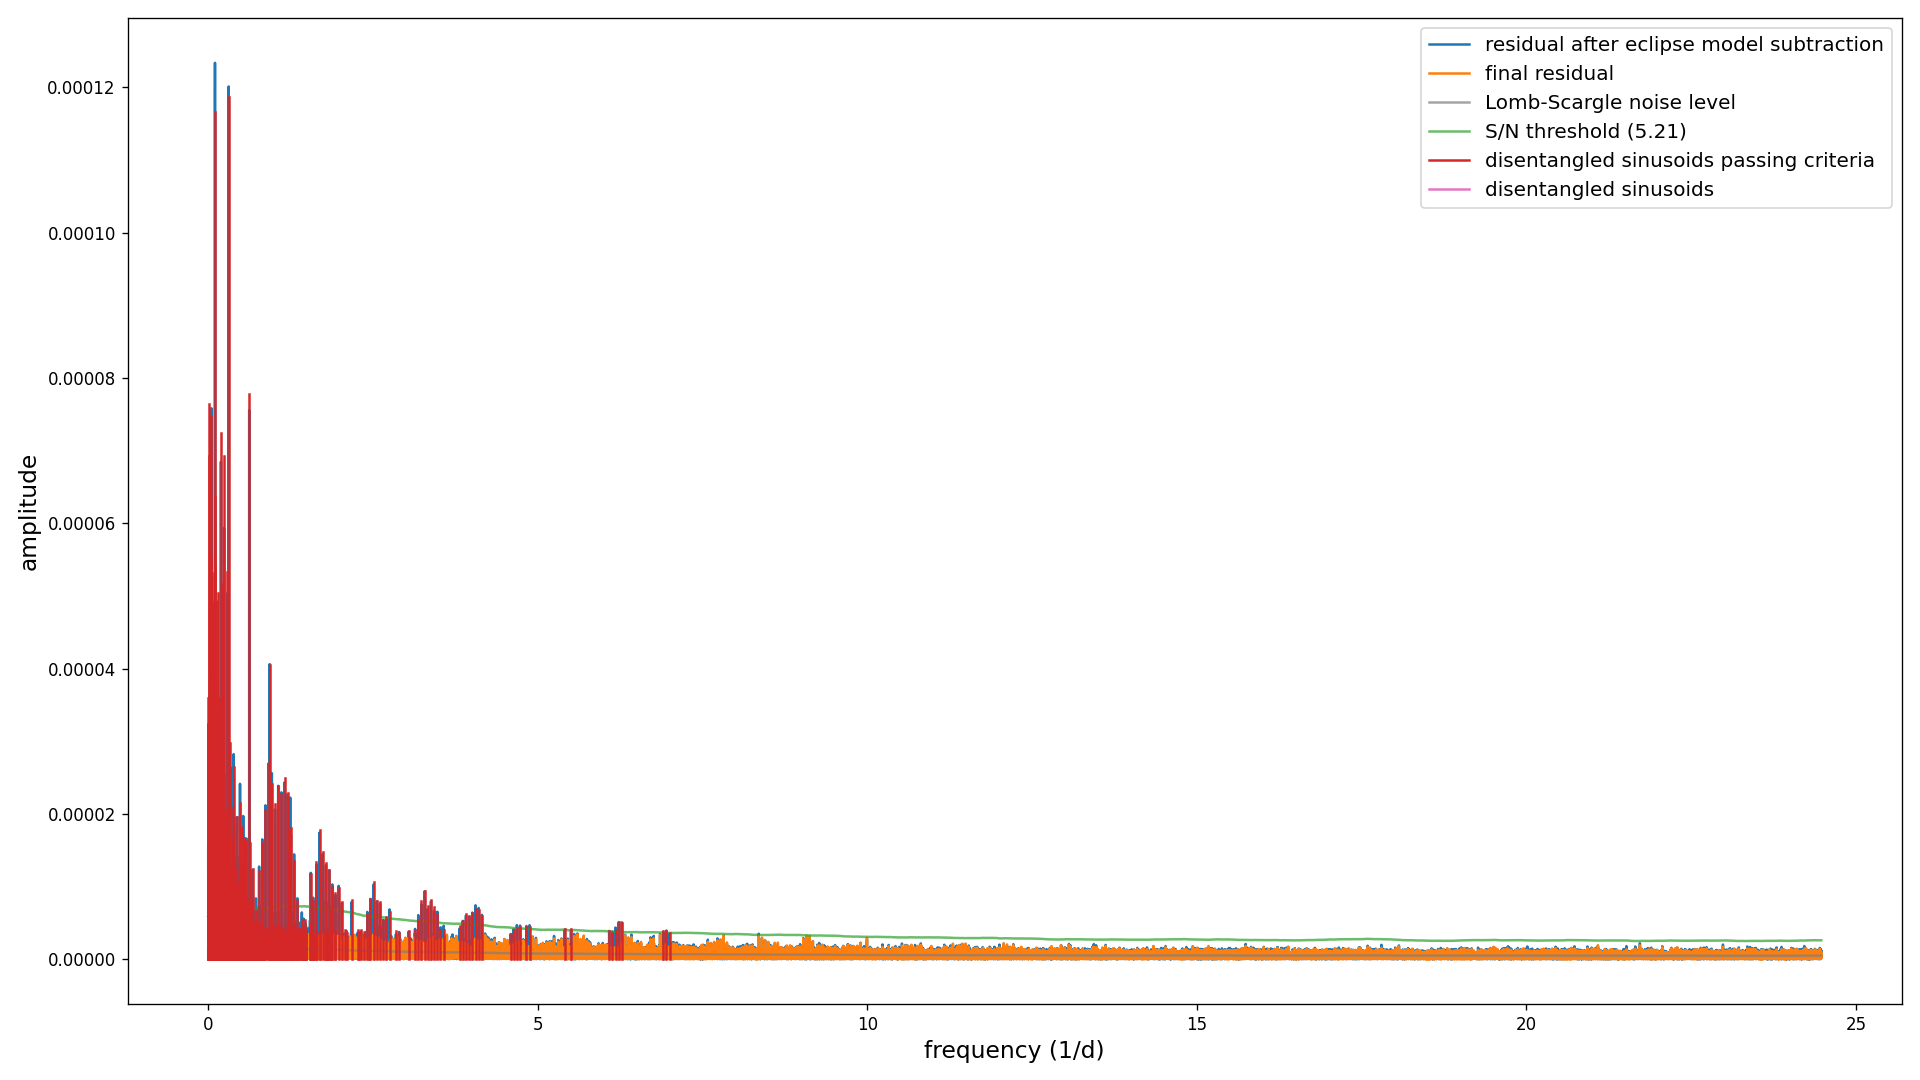 residual after eclipse model subtraction
final residual
Lomb-Scargle noise level
S/N threshold (5.21)
disentangled sinusoids passing criteria
disentangled sinusoids
amplitude
0.00012
0.00010
0.00008
0.00006
0.00004
0.00002
0.00000
0 5 10 15 20 25
frequency (1/d)